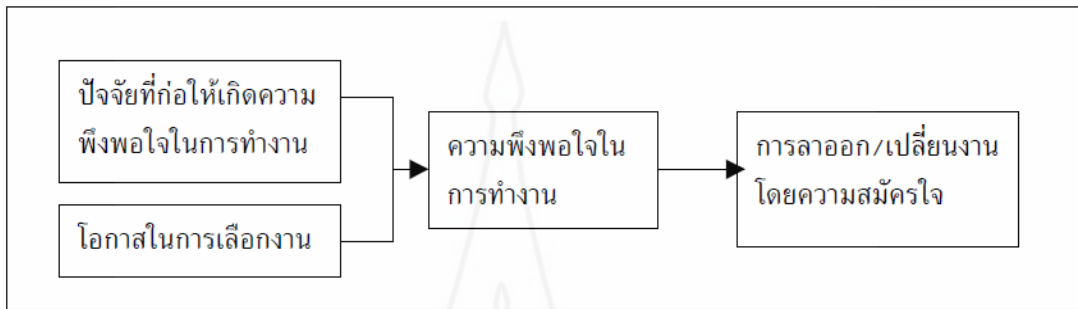 ปัจจัยที่ก่อให้เกิดความ
พึงพอใจในการทำงาน
โอกาสในการเลือกงาน
ความพึงพอใจใน
การทำงาน
การลาออก/เปลี่ยนงาน
โดยความสมัครใจ